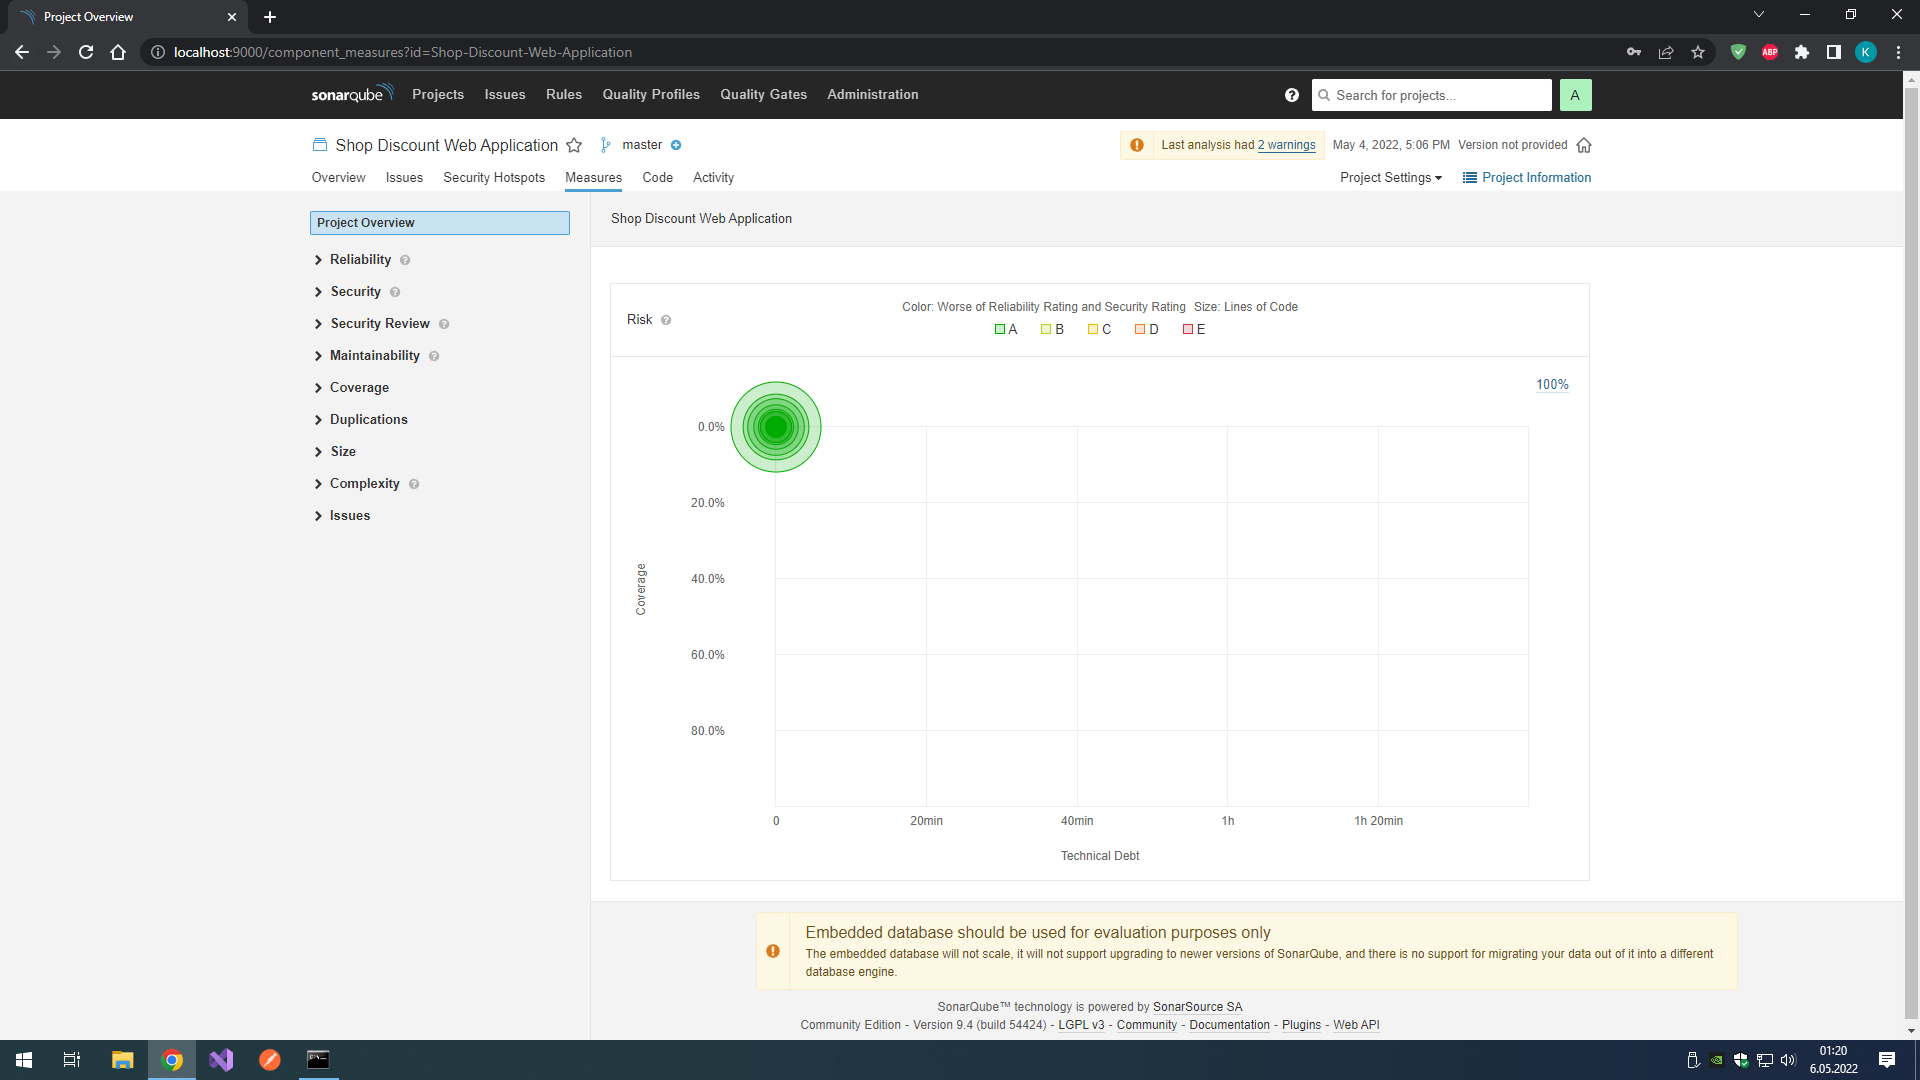 Project Overview
localhost:9000/component_measures?id=Shop-Discount-Web-Application
ABP
K
sonarqube Projects Issues Rules Quality Profiles Quality Gates Administration
Search for projects...
A
Shop Discount Web Application master
Last analysis had 2 warnings May 4, 2022, 5:06 PM Version not provided
Overview Issues Security Hotspots Measures Code Activity
Project Settings Project Information
Project Overview
Reliability
Security
Security Review
Maintainability
Coverage
Duplications
Size
Complexity
Issues
Shop Discount Web Application
Risk
Color: Worse of Reliability Rating and Security Rating Size: Lines of Code
A B C D E
100%
0.0%
20.0%
40.0%
60.0%
80.0%
Coverage
0 20min 40min 1h 1h 20min
Technical Debt
Embedded database should be used for evaluation purposes only
The embedded database will not scale, it will not support upgrading to newer versions of SonarQube, and there is no support for migrating your data out of it into a different
database engine.
SonarQube™ technology is powered by SonarSource SA
Community Edition - Version 9.4 (build 54424) - LGPL v3 - Community - Documentation - Plugins - Web API
01:20
6.05.2022